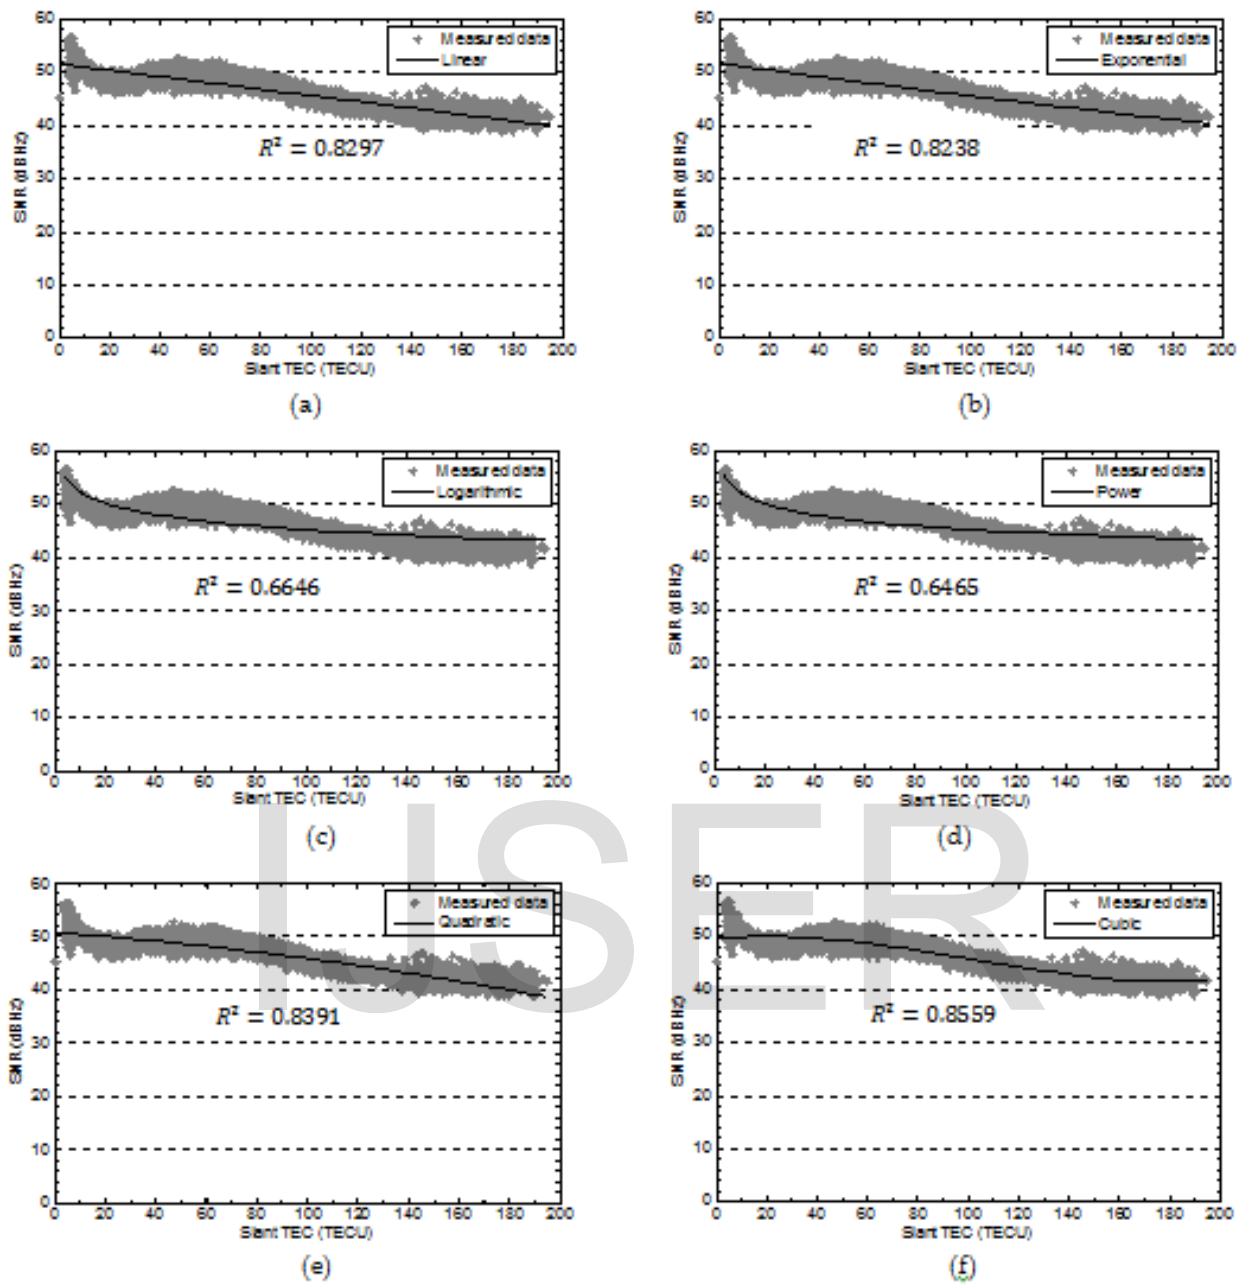 60
50
40
30
20
10
0
SNR (dBHz)
Measured data
Linear
R² = 0.8297
0 20 40 60 80 100 120 140 160 180 200
Slant TEC (TECU)
(a)
60
50
40
30
20
10
0
SNR (dBHz)
Measured data
Exponential
R² = 0.8238
0 20 40 60 80 100 120 140 160 180 200
Slant TEC (TECU)
(b)
60
50
40
30
20
10
0
SNR (dBHz)
Measured data
Logarithmic
R² = 0.6646
0 20 40 60 80 100 120 140 160 180 200
Slant TEC (TECU)
(c)
60
50
40
30
20
10
0
SNR (dBHz)
Measured data
Power
R² = 0.6465
0 20 40 60 80 100 120 140 160 180 200
Slant TEC (TECU)
(d)
60
50
40
30
20
10
0
SNR (dBHz)
Measured data
Quadratic
R² = 0.8391
0 20 40 60 80 100 120 140 160 180 200
Slant TEC (TECU)
(e)
60
50
40
30
20
10
0
SNR (dBHz)
Measured data
Cubic
R² = 0.8559
0 20 40 60 80 100 120 140 160 180 200
Slant TEC (TECU)
(f)
IJSER